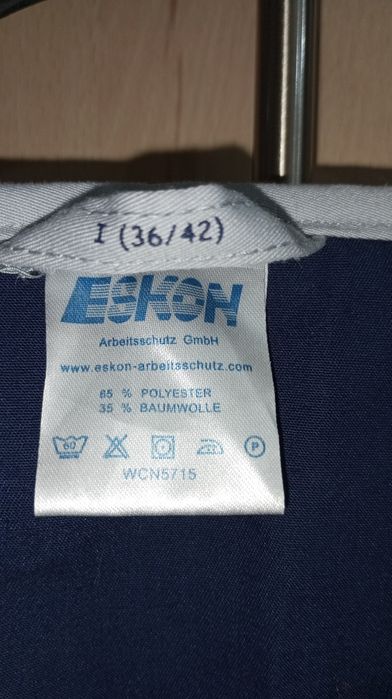 I (36/42)
ESKON
Arbeitsschutz GmbH
www.eskon-arbeitsschutz.com
65 % POLYESTER
35 % BAUMWOLLE
60 P
WCN5715